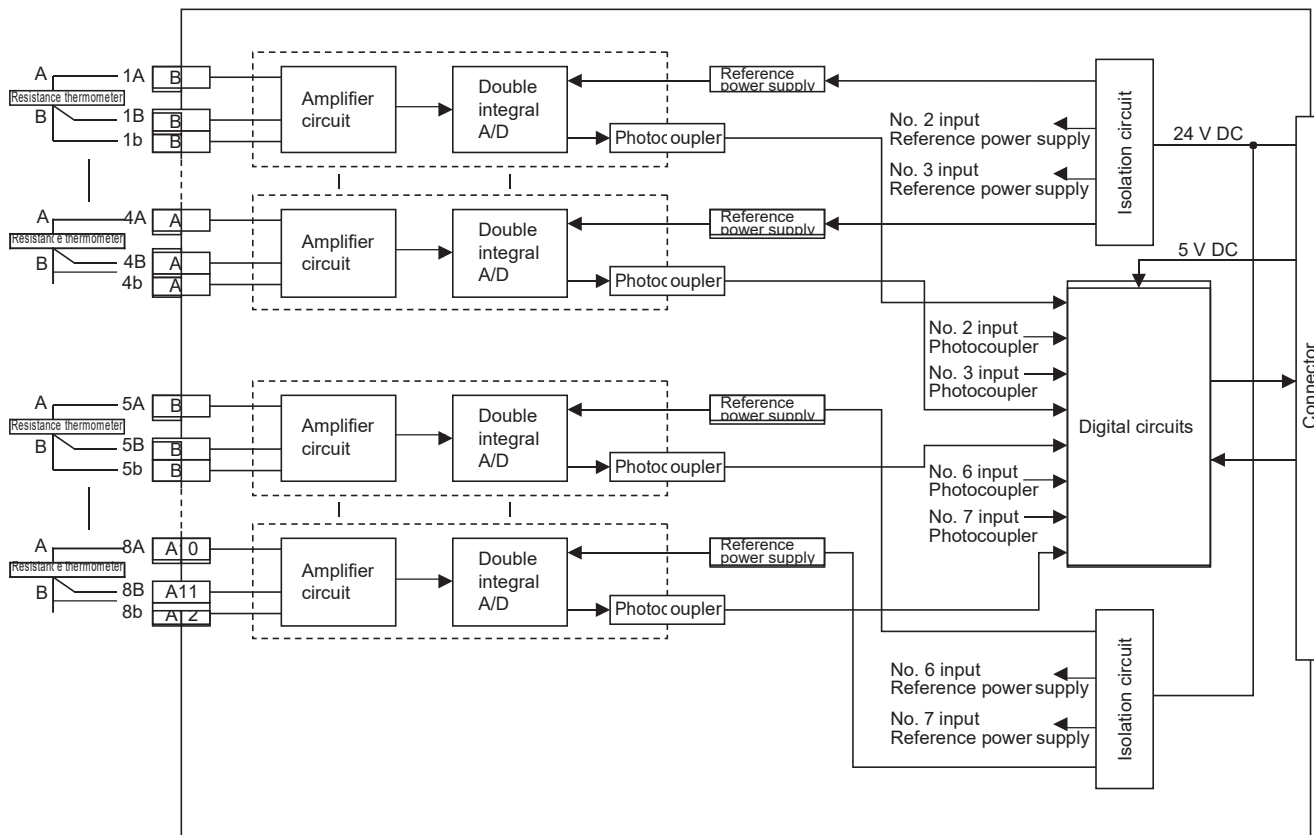 A
1A
B
Resistance thermometer
B
1B
B
1b
B
Amplifier
circuit
Double
integral
A/D
Reference
power supply
Photocoupler
No. 2 input
Reference power supply
No. 3 input
Reference power supply
Isolation circuit
24 V DC
A
4A
A
Resistance thermometer
B
4B
A
4b
A
Amplifier
circuit
Double
integral
A/D
Reference
power supply
Photocoupler
5 V DC
No. 2 input
Photocoupler
No. 3 input
Photocoupler
Digital circuits
Connector
A
5A
B
Resistance thermometer
B
5B
B
5b
B
Amplifier
circuit
Double
integral
A/D
Reference
power supply
Photocoupler
No. 6 input
Photocoupler
No. 7 input
Photocoupler
A
8A
A10
Resistance thermometer
B
8B
A11
8b
A12
Amplifier
circuit
Double
integral
A/D
Reference
power supply
Photocoupler
No. 6 input
Reference power supply
No. 7 input
Reference power supply
Isolation circuit